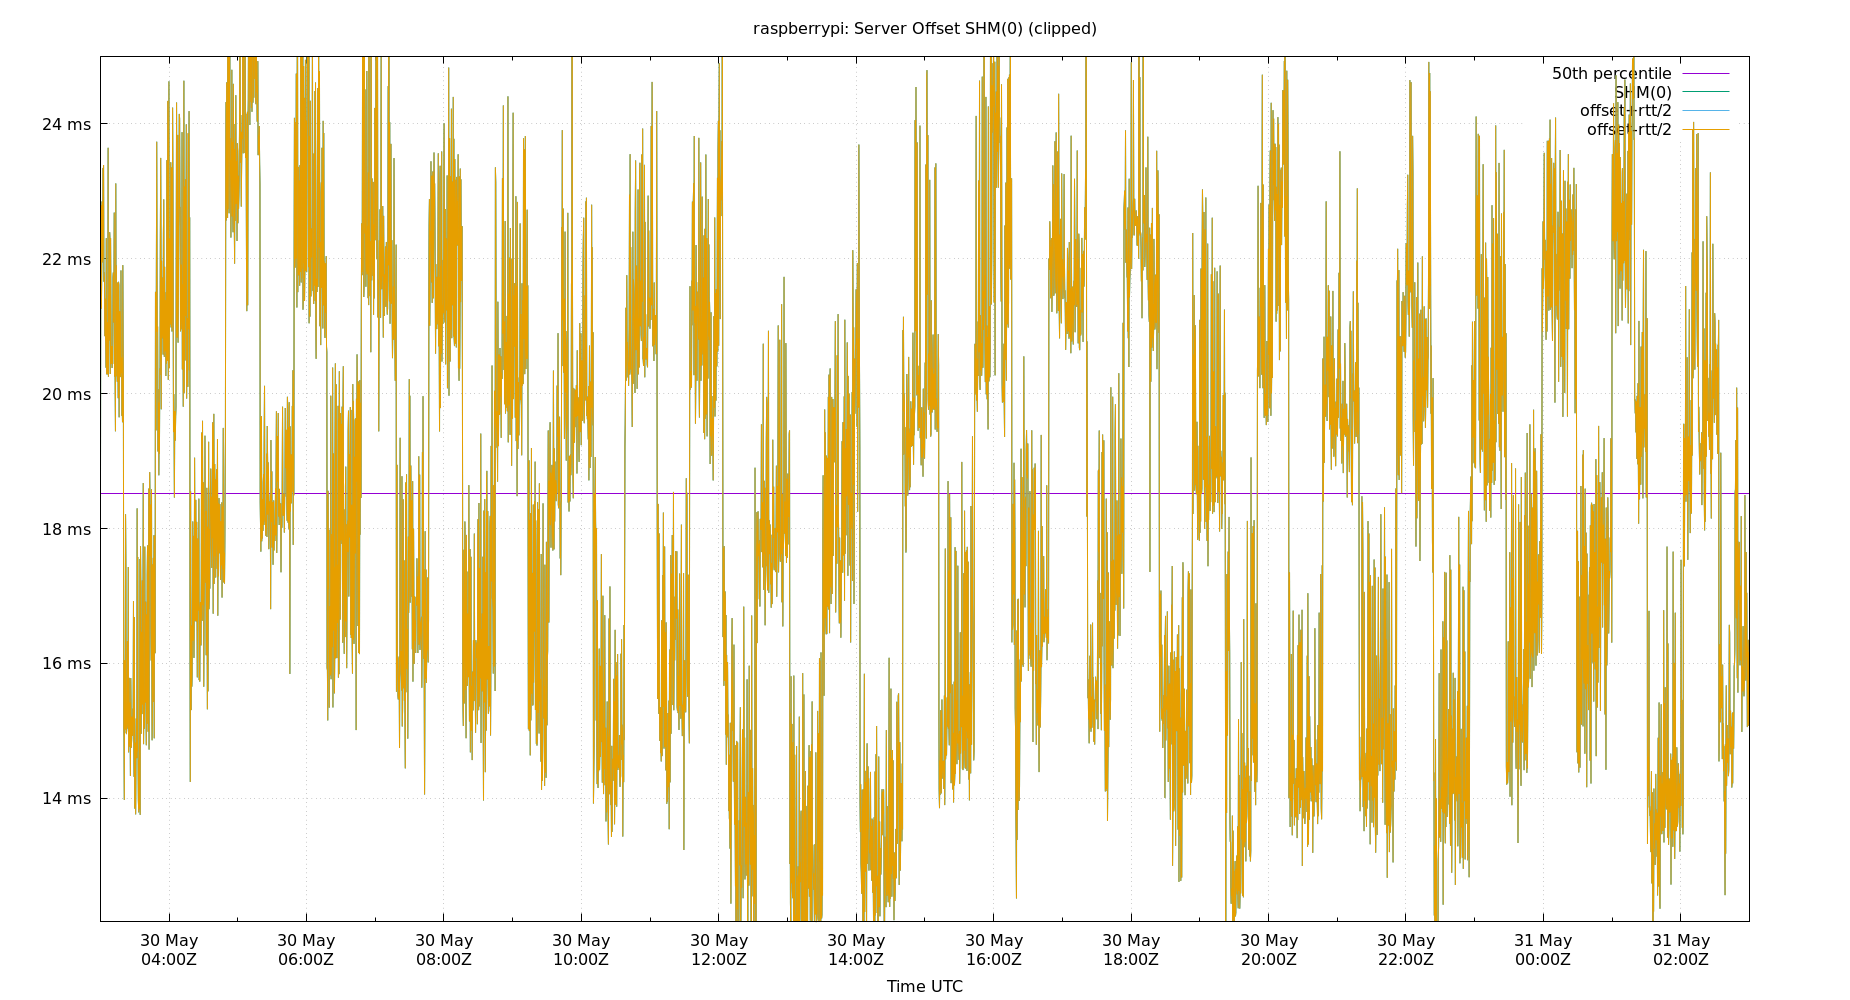 raspberrypi: Server Offset SHM(0) (clipped)
50th percentile
SHM(0)
offset+rtt/2
offset-rtt/2
24 ms
22 ms
20 ms
18 ms
16 ms
14 ms
30 May 30 May 30 May 30 May 30 May 30 May 30 May 30 May 30 May 30 May 31 May 31 May
04:00Z 06:00Z 08:00Z 10:00Z 12:00Z 14:00Z 16:00Z 18:00Z 20:00Z 22:00Z 00:00Z 02:00Z
Time UTC